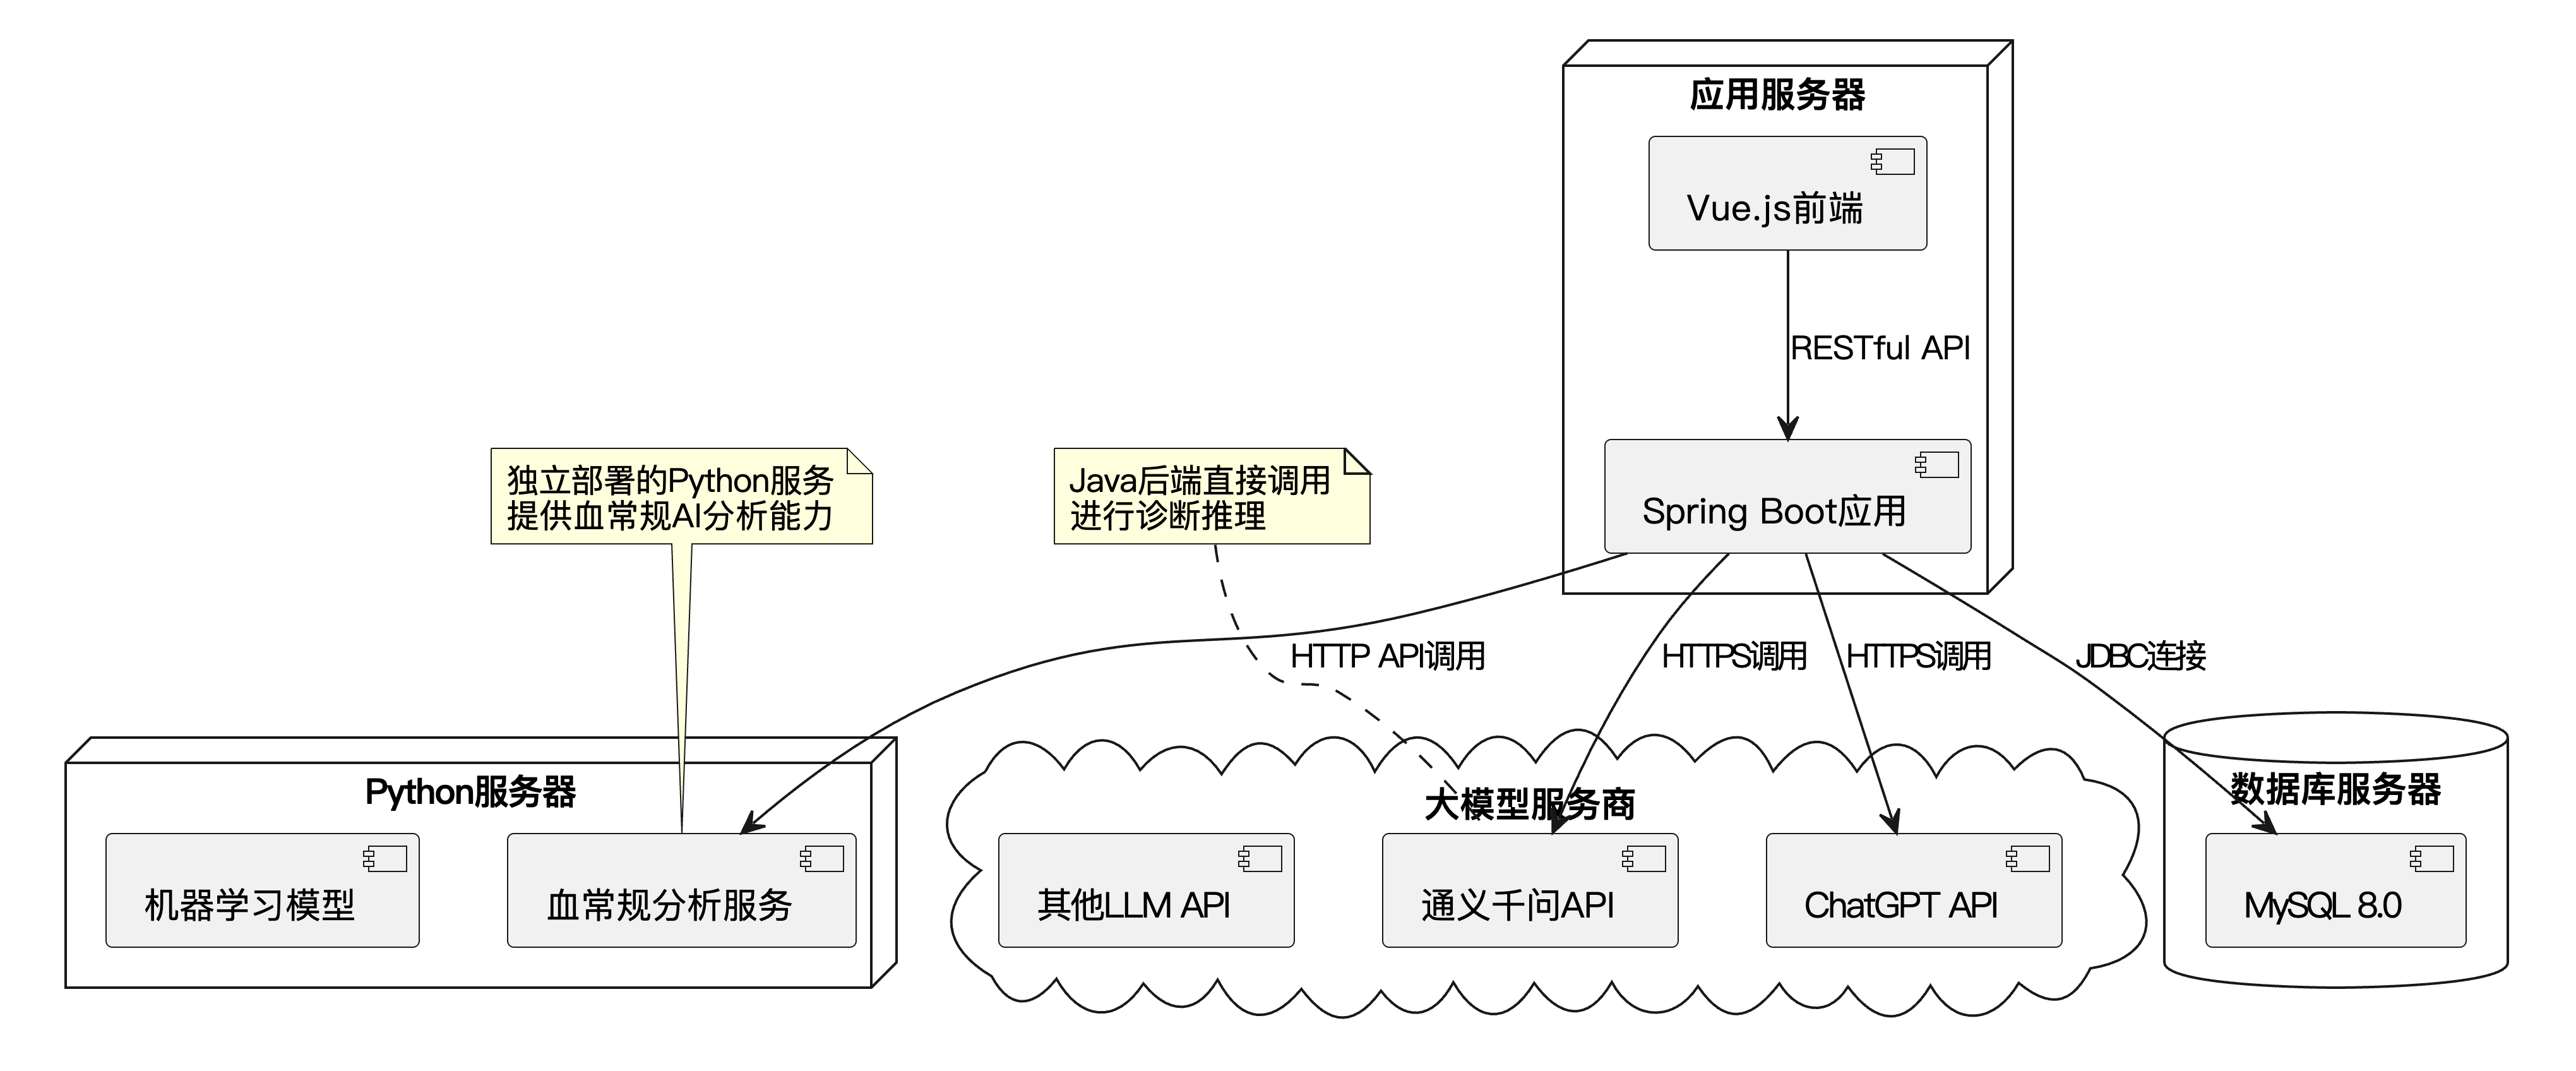 应用服务器
Vue.js前端
RESTful API
独立部署的Python服务
提供血常规AI分析能力
Java后端直接调用
进行诊断推理
Spring Boot应用
HTTP API调用
HTTPS调用
HTTPS调用
JDBC连接
Python服务器
大模型服务商
数据库服务器
机器学习模型
血常规分析服务
其他LLM API
通义千问API
ChatGPT API
MySQL 8.0